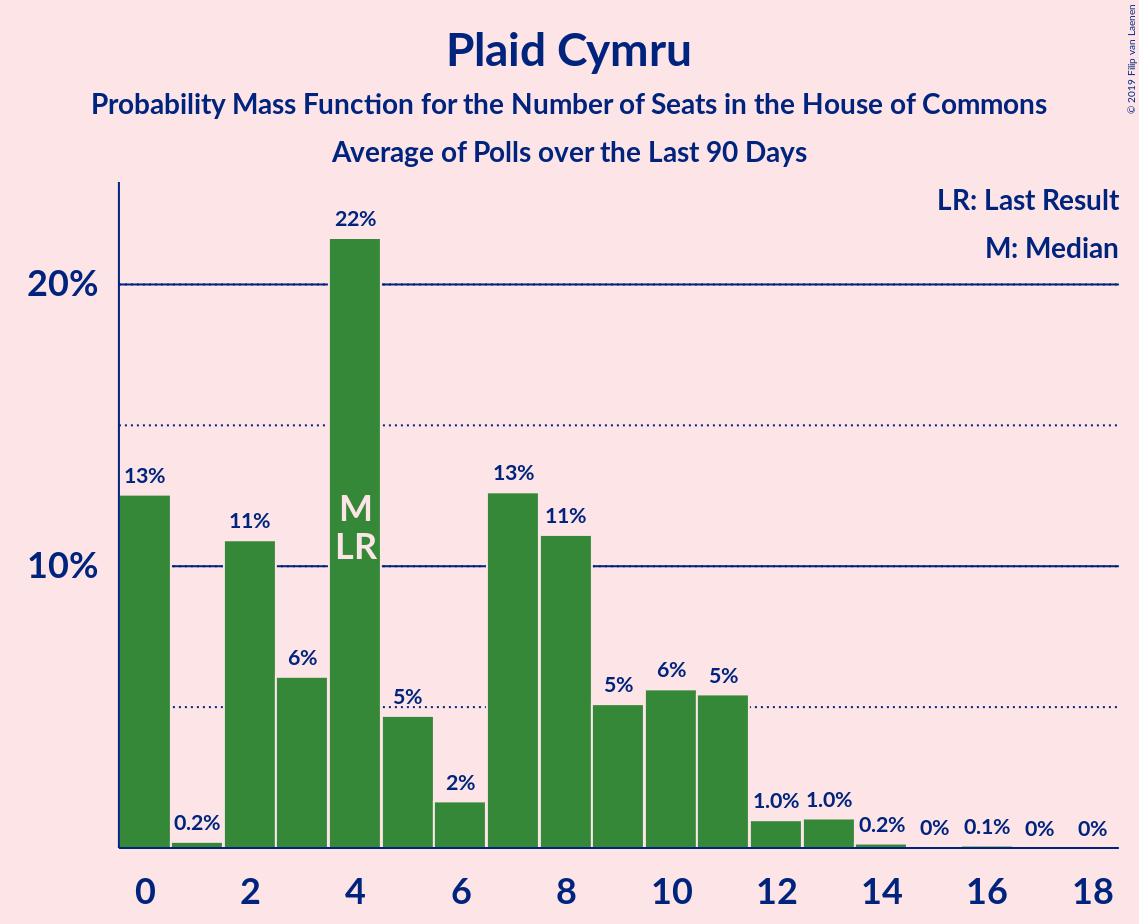 Plaid Cymru
Probability Mass Function for the Number of Seats in the House of Commons
Average of Polls over the Last 90 Days
© 2019 Filip van Laenen
LR: Last Result
M: Median
20%
10%
13%
0.2%
11%
6%
22%
M
LR
5%
2%
13%
11%
5%
6%
5%
1.0%
1.0%
0.2%
0%
0.1%
0%
0%
0 2 4 6 8 10 12 14 16 18